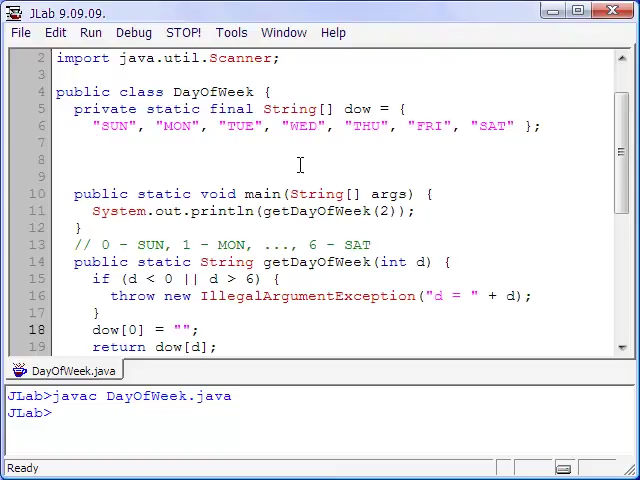 JLab 9.09.09.
File Edit Run Debug STOP! Tools Window Help
2 import java.util.Scanner;
3
4 public class DayOfWeek {
5 private static final String[] dow = {
6 "SUN", "MON", "TUE", "WED", "THU", "FRI", "SAT" };
7
8
9
10 public static void main(String[] args) {
11 System.out.println(getDayOfWeek(2));
12 }
13 // 0 - SUN, 1 - MON, ..., 6 - SAT
14 public static String getDayOfWeek(int d) {
15 if (d < 0 || d > 6) {
16 throw new IllegalArgumentException("d = " + d);
17 }
18 dow[0] = "";
19 return dow[d];
DayOfWeek.java
JLab>javac DayOfWeek.java
JLab>
Ready